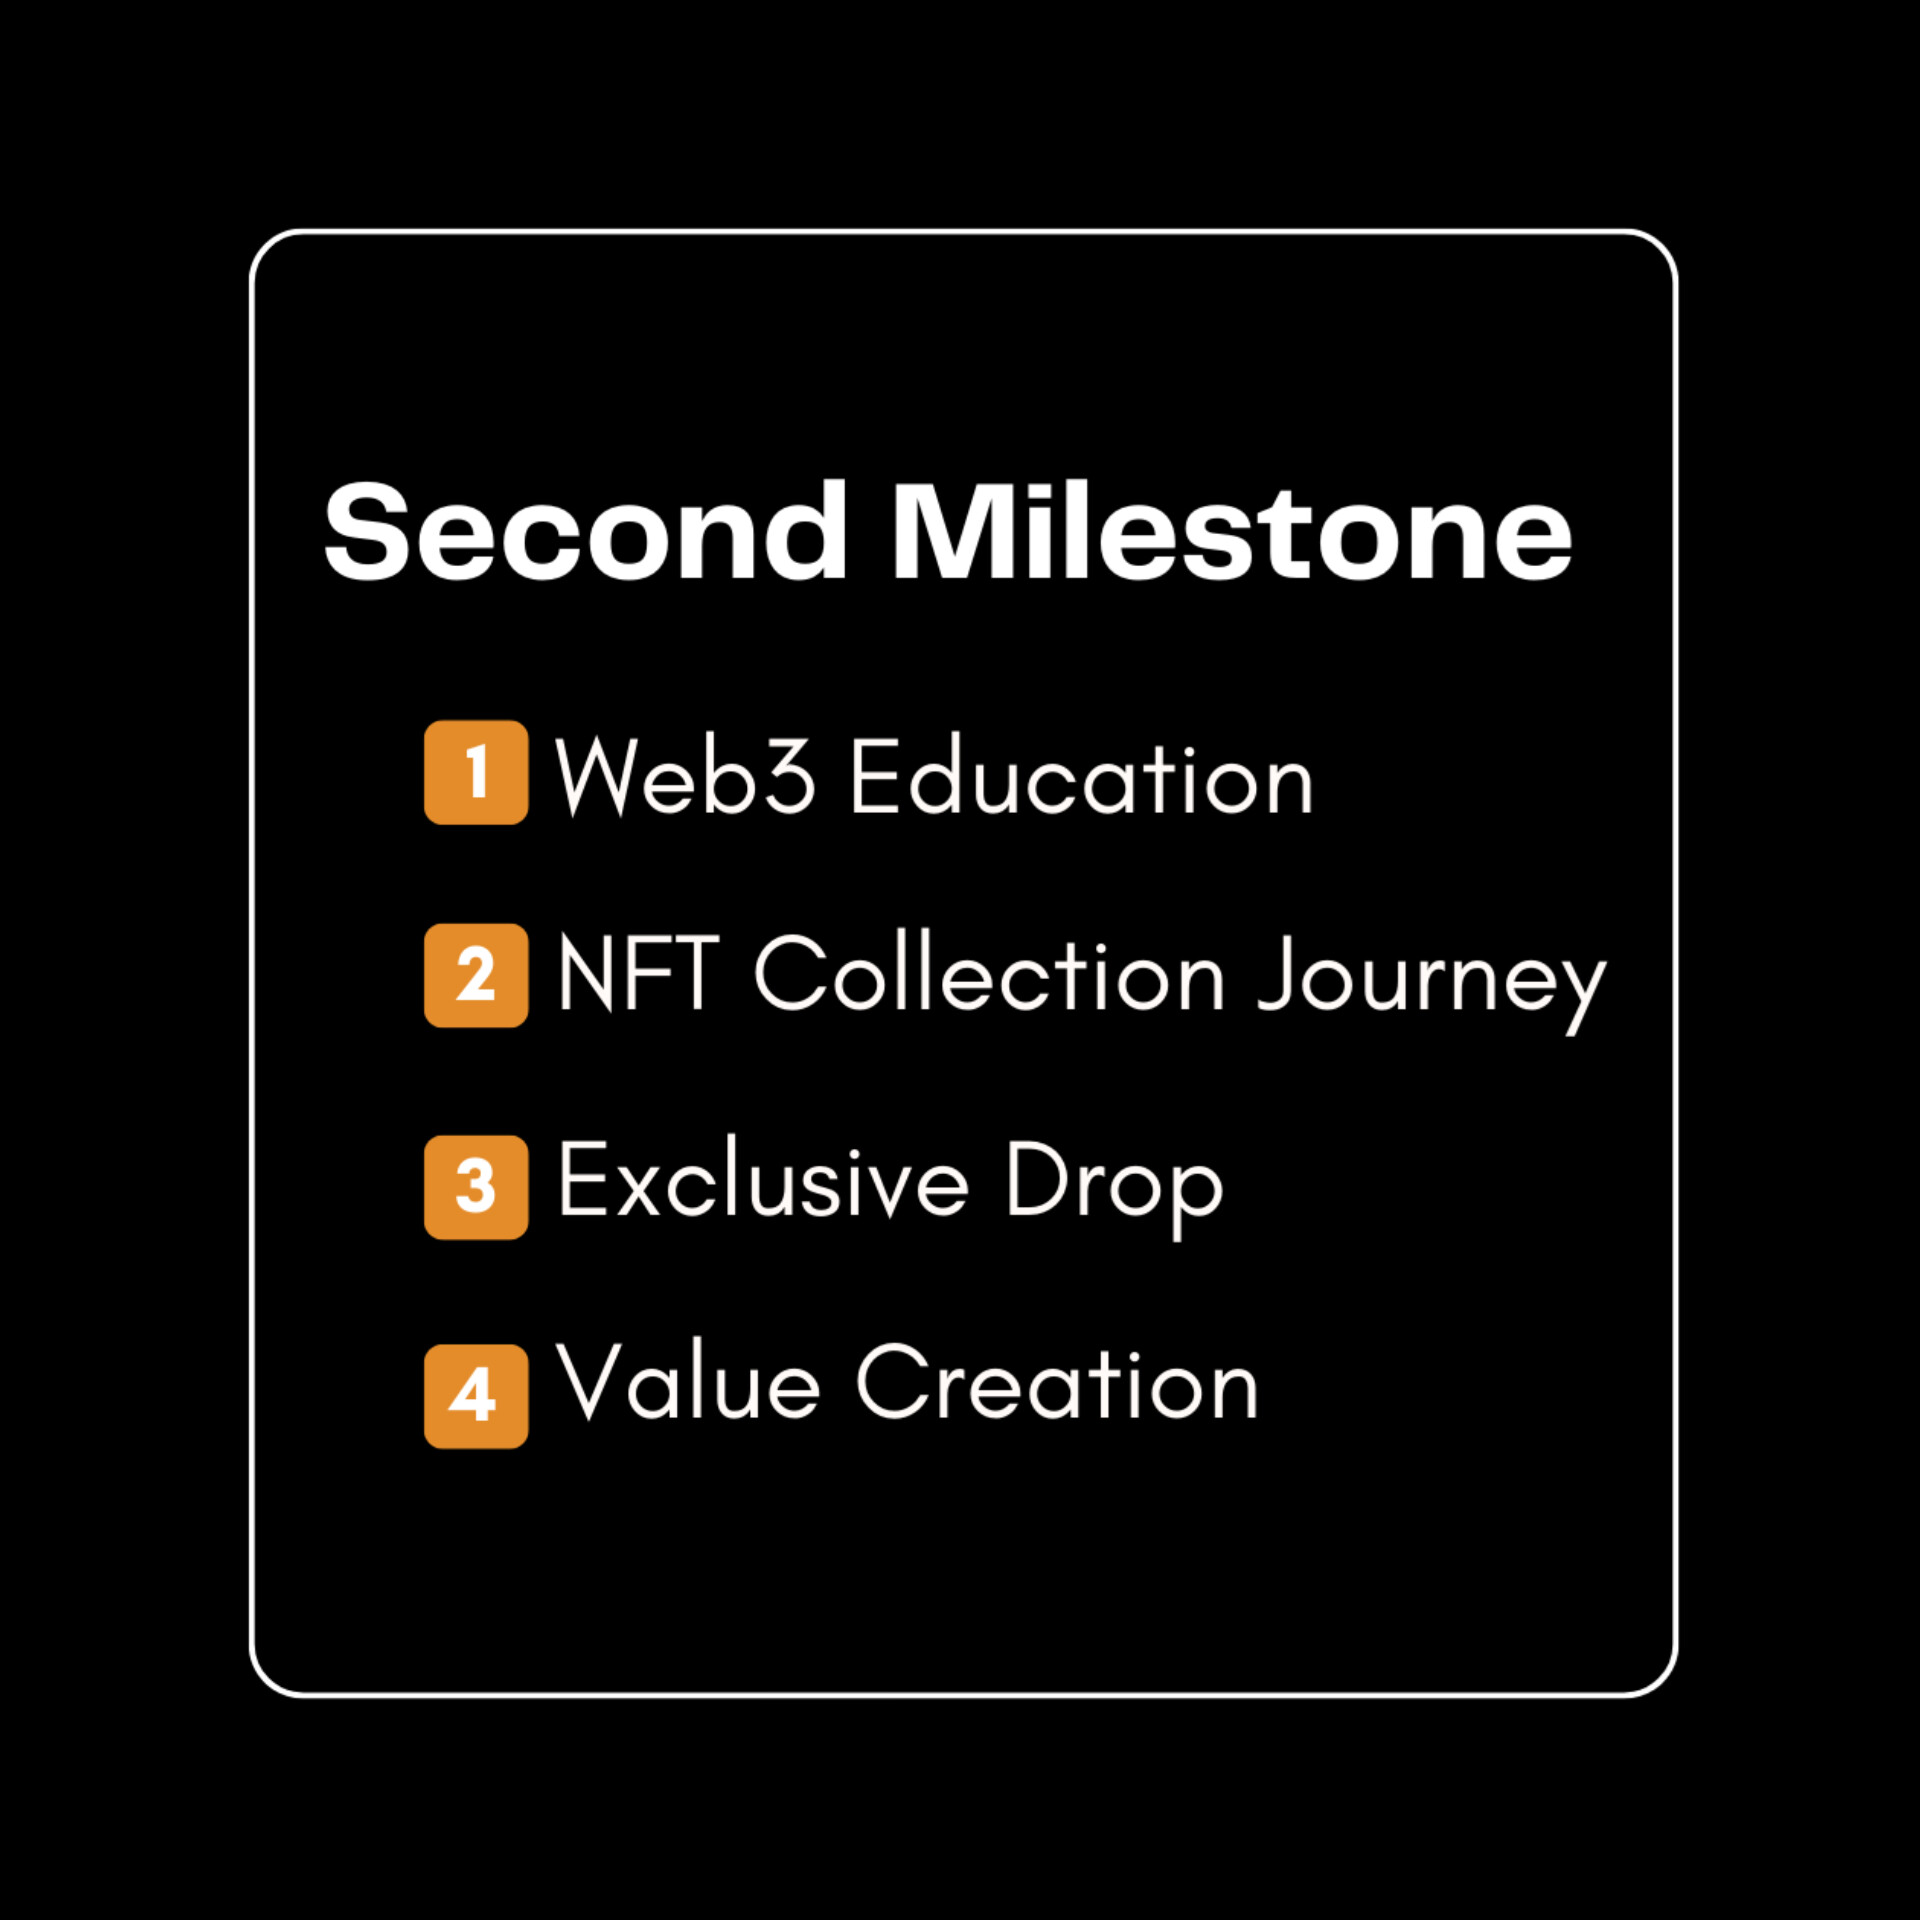 Second Milestone
1 Web3 Education
2 NFT Collection Journey
3 Exclusive Drop
4 Value Creation